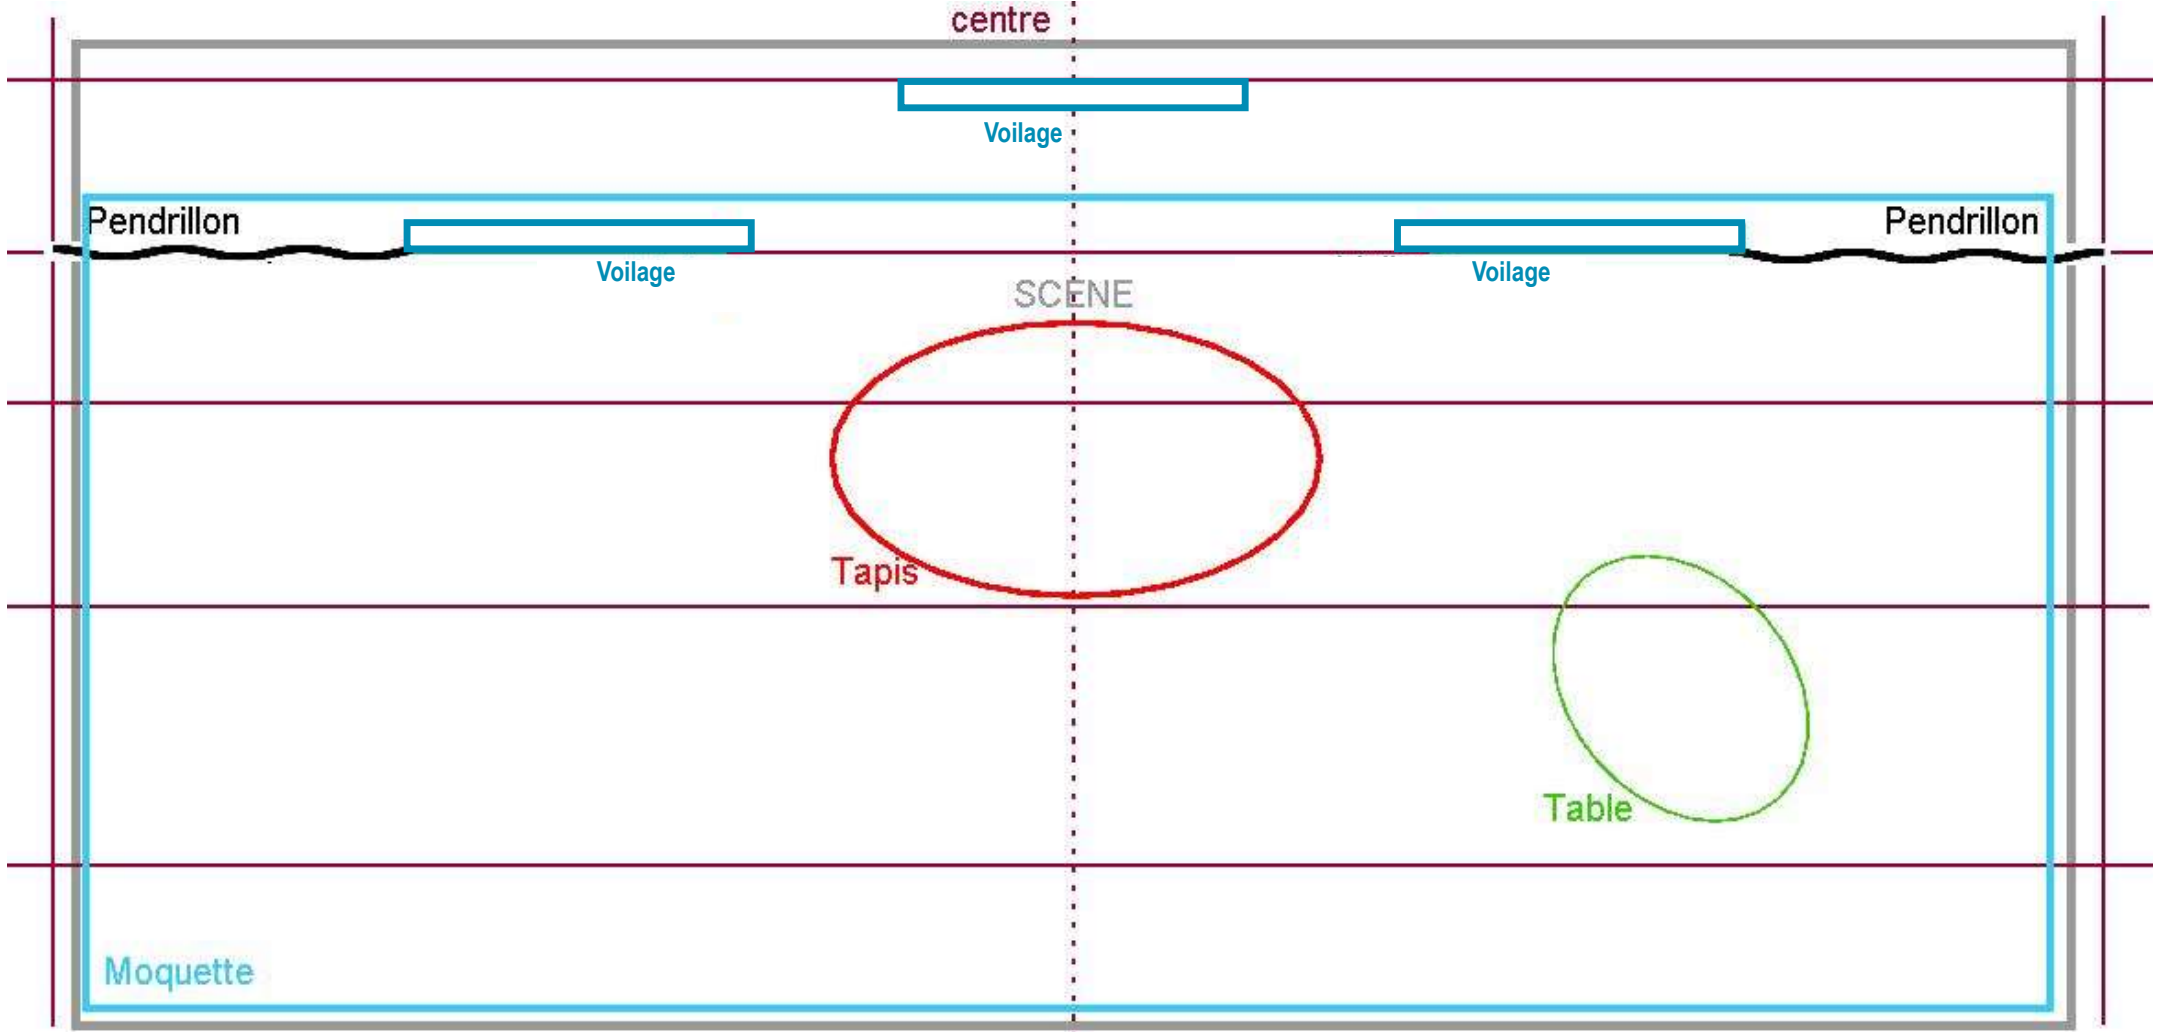 centre
Voilage
Pendrillon
Pendrillon
Voilage
Voilage
SCENE
Tapis
Table
Moquette